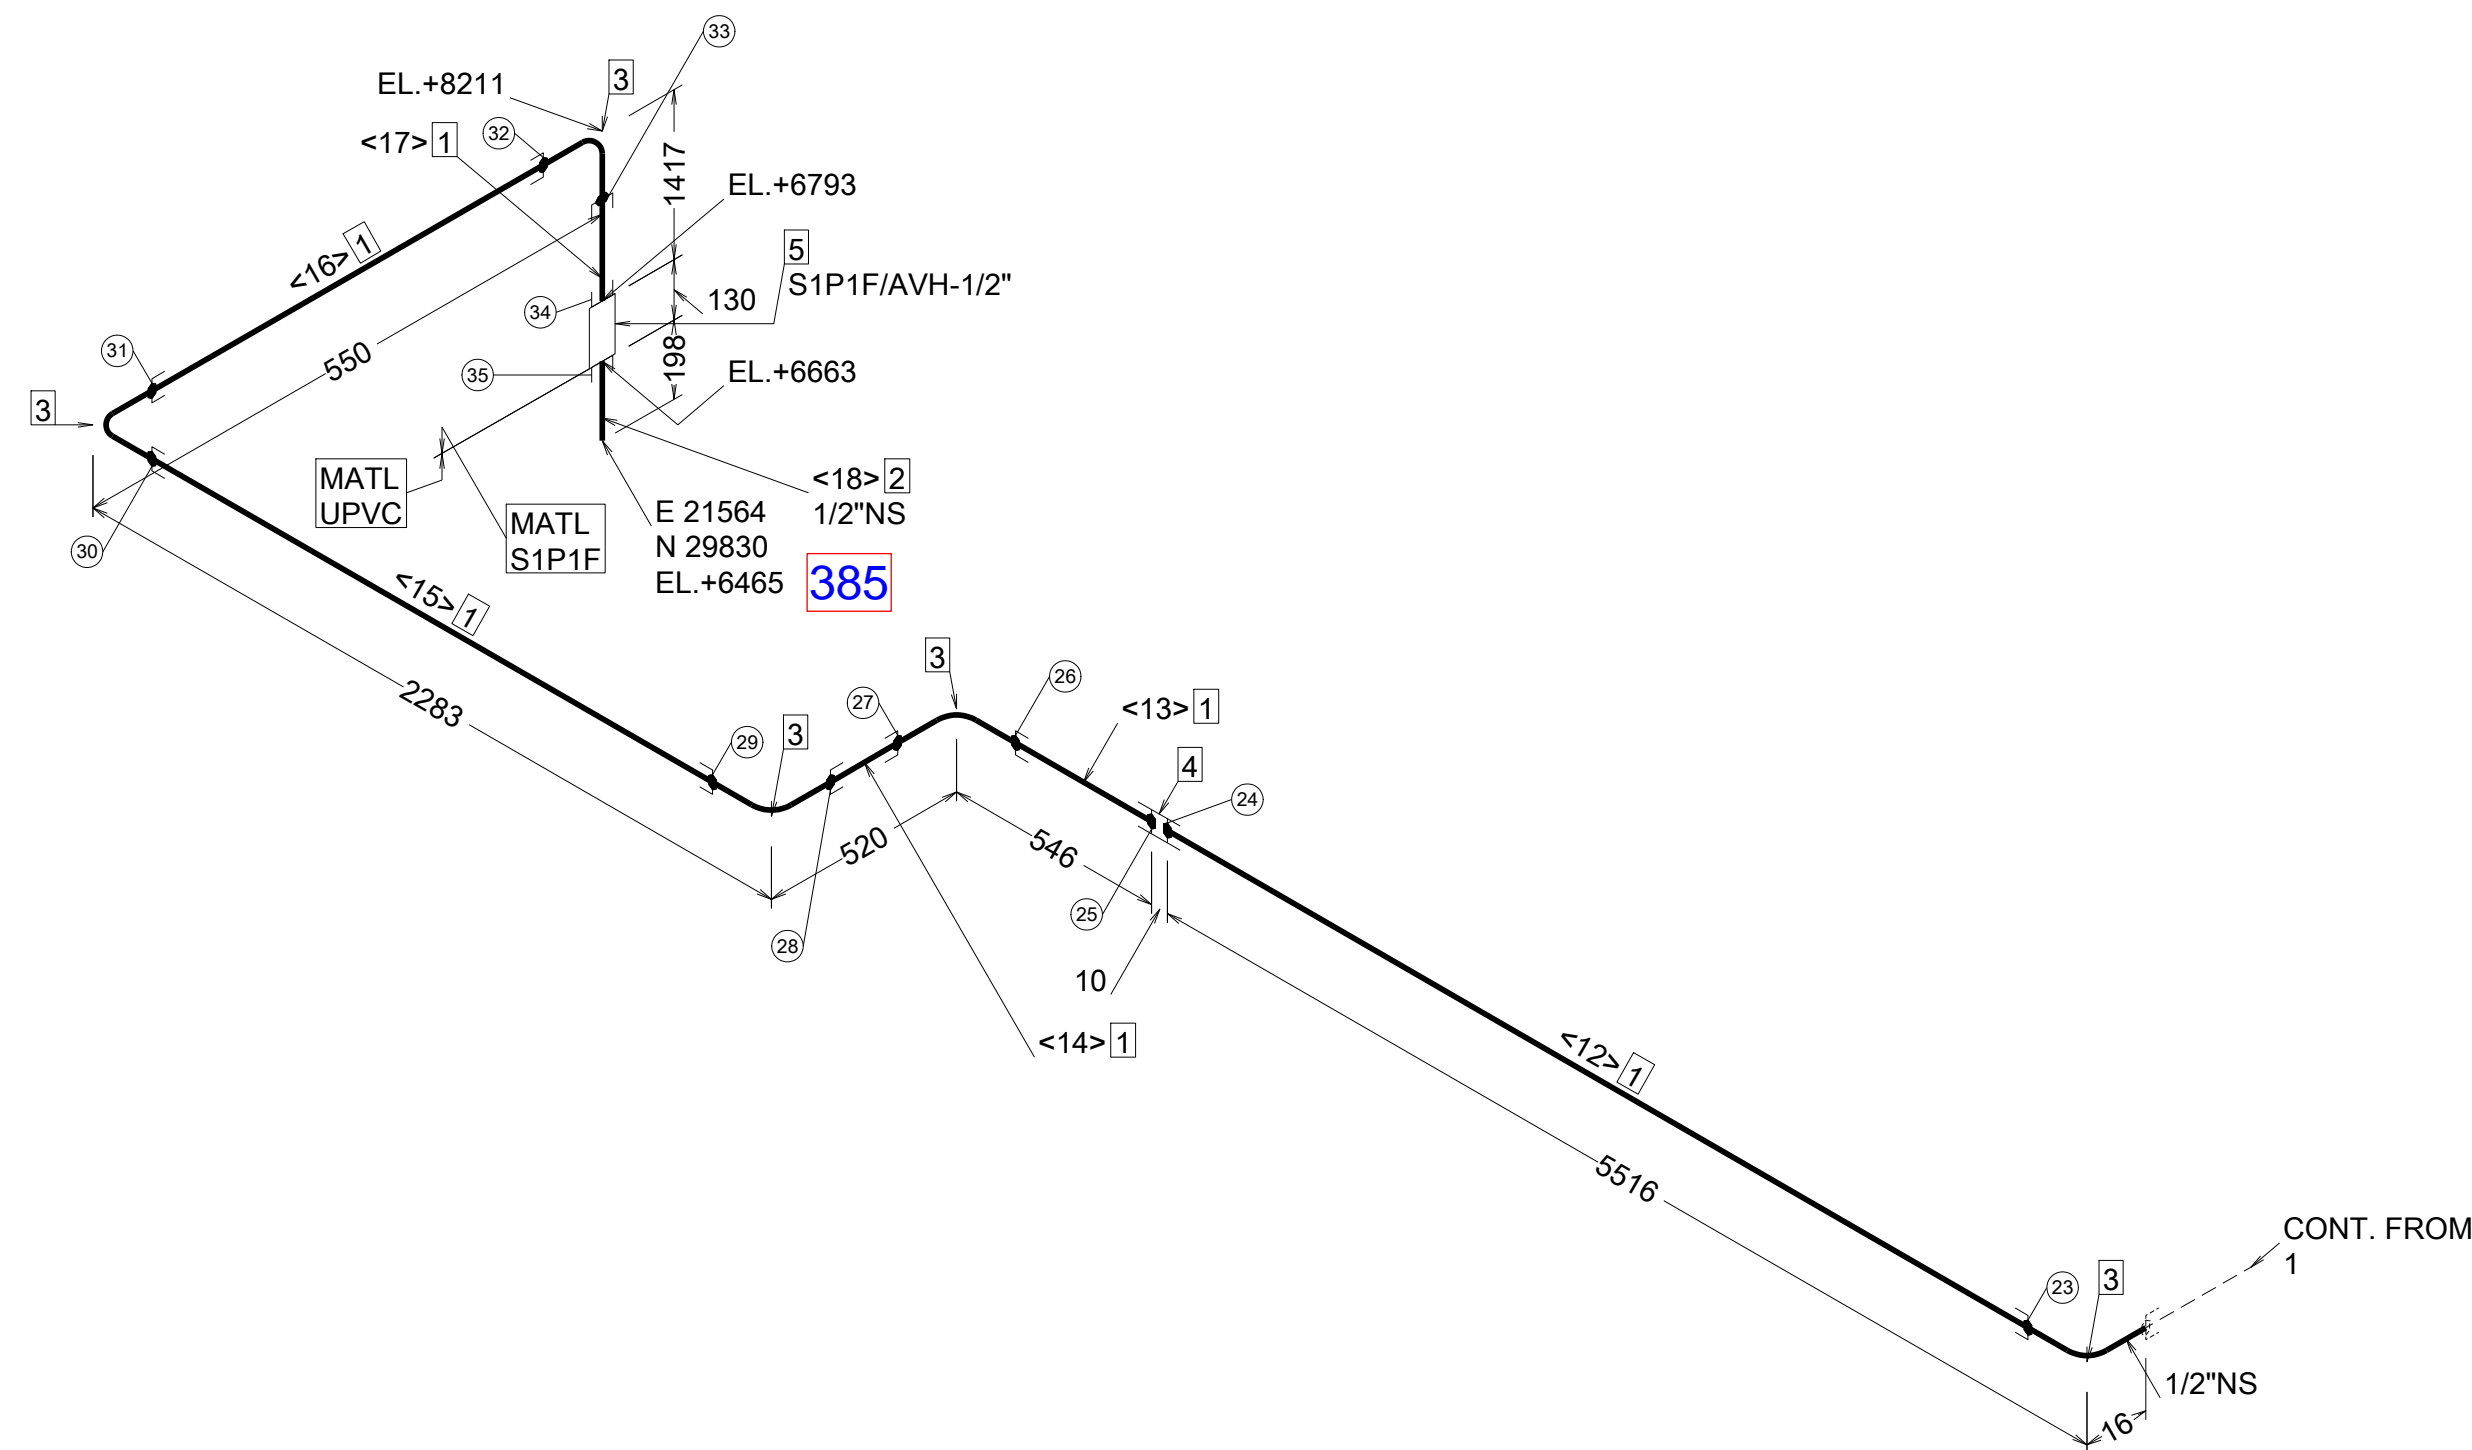 33
EL.+8211
3
32
<17> 1
1417
EL.+6793
5
S1P1F/AVH-1/2"
<16> 1
130
34
31
550
198
35
EL.+6663
3
MATL
UPVC
<18> 2
1/2"NS
MATL
S1P1F
E 21564
N 29830
EL.+6465
385
30
<15> 1
2283
3
26
27
<13> 1
29
3
4
24
520
546
25
28
10
<14> 1
<12> 1
5516
CONT. FROM
1
23
3
1/2"NS
16